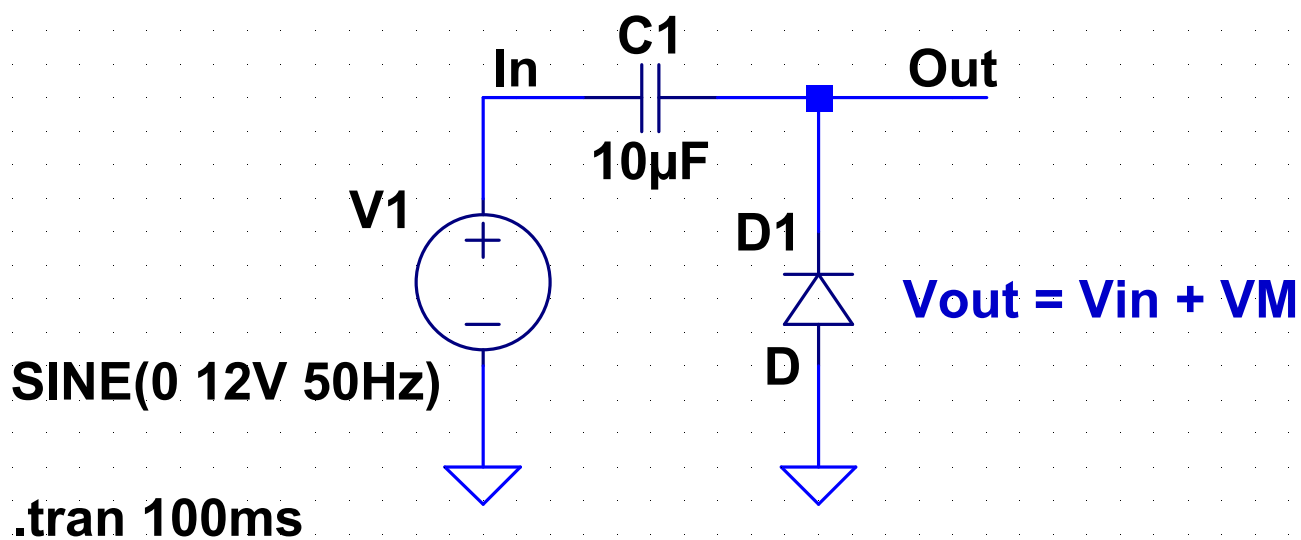 C1
In
Out
10µF
V1
D1
Vout = Vin + VM
D
SINE(0 12V 50Hz)
.tran 100ms